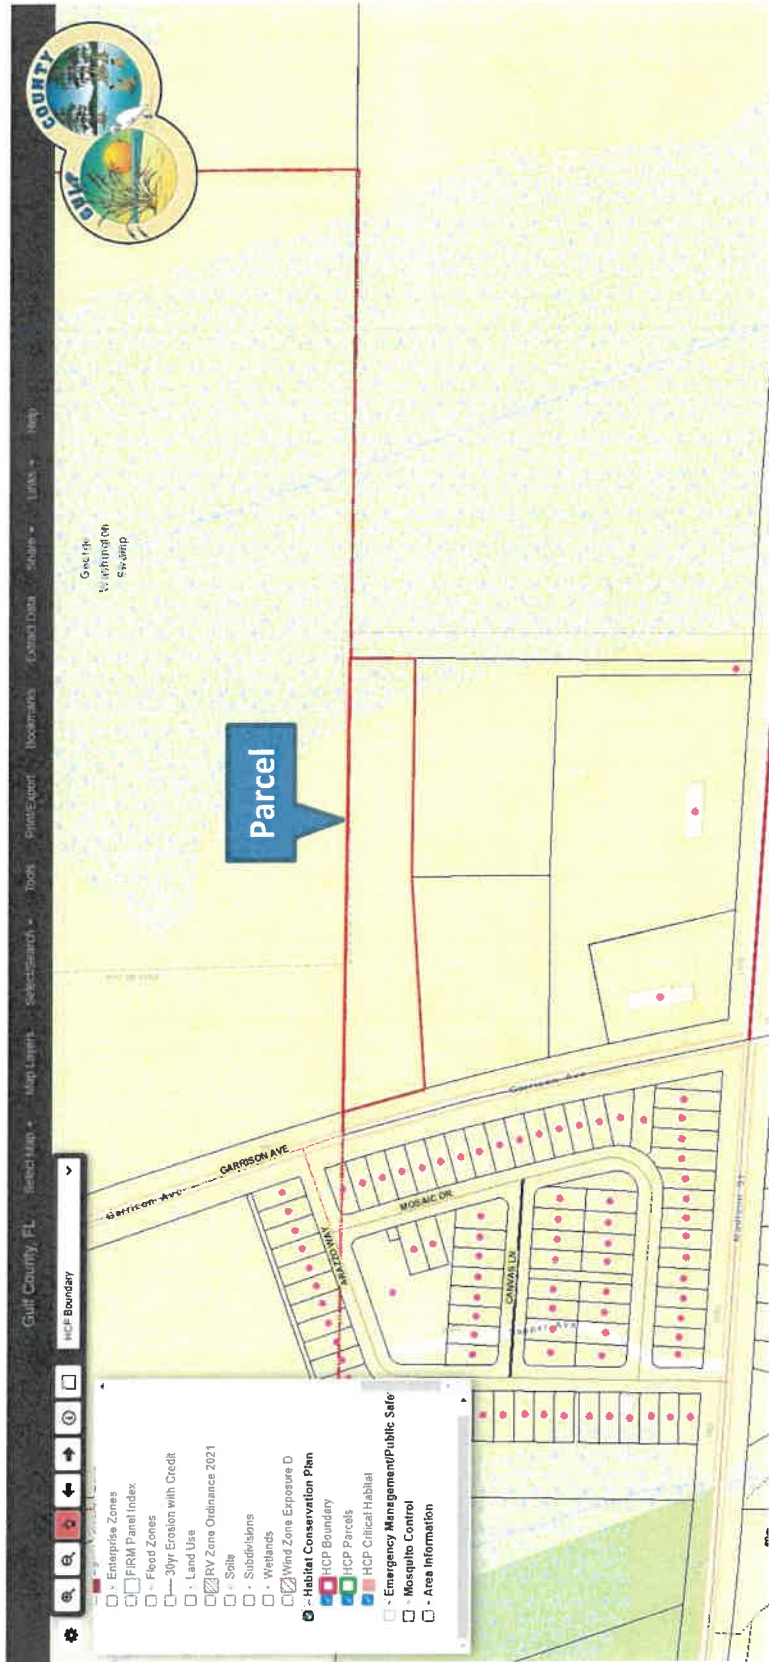 Gulf County, FL
Select Map
Map Layers
Select/Search
Tools
Print/Export
Bookmarks
Extract Data
Share
Links
Help
GULF COUNTY
HCP Boundary
Enterprise Zones
FIRM Panel Index
Flood Zones
30yr Erosion with Credit
Land Use
RV Zone Ordinance 2021
Soils
Subdivisions
Wetlands
Wind Zone Exposure D
Habitat Conservation Plan
HCP Boundary
HCP Parcels
HCP Critical Habitat
Emergency Management/Public Safe
Mosquito Control
Area Information
George
Washington
Swamp
Parcel
Garrison Ave
GARRISON AVE
Garrison Ave
ARAZZO WAY
MOSAIC DR
CANVAS LN
Madison St